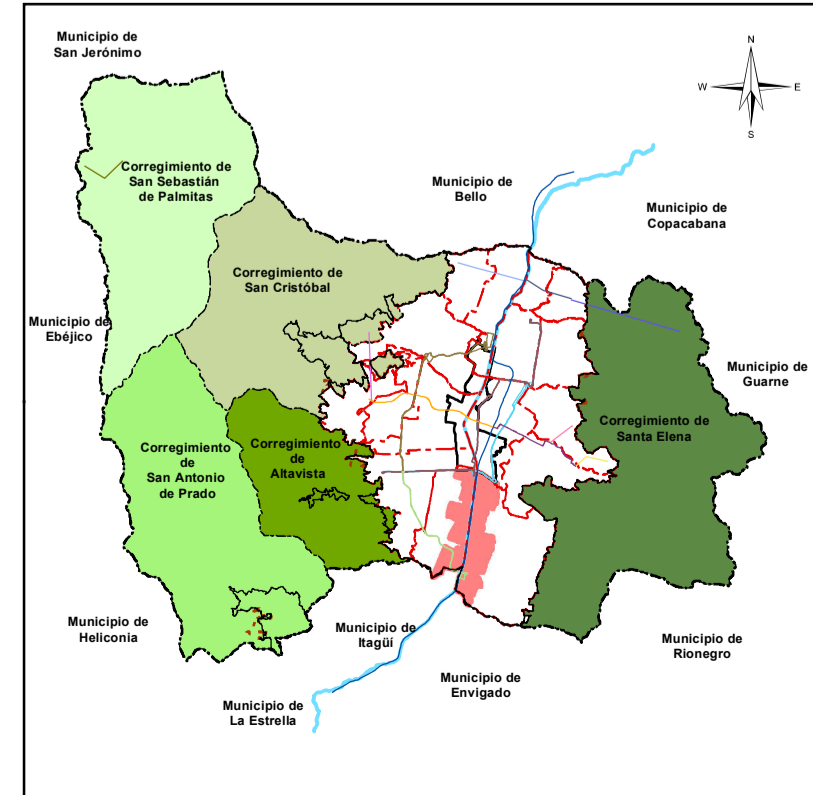 Municipio de
San Jerónimo
N
W
E
S
Corregimiento de
San Sebastián
de Palmitas
Municipio de
Bello
Municipio de
Copacabana
Corregimiento de
San Cristóbal
Municipio de
Ebéjico
Municipio de
Guarne
Corregimiento de
Santa Elena
Corregimiento
de
San Antonio
de Prado
Corregimiento
de
Altavista
Municipio de
Heliconia
Municipio de
Itagüí
Municipio de
Rionegro
Municipio de
Envigado
Municipio de
La Estrella